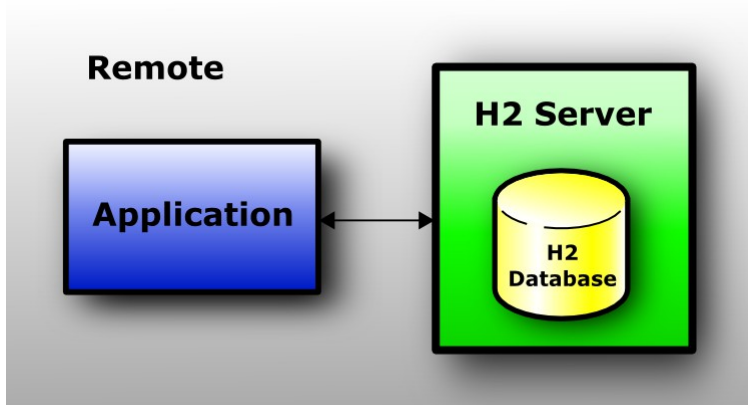 Remote
H2 Server
Application
H2
Database